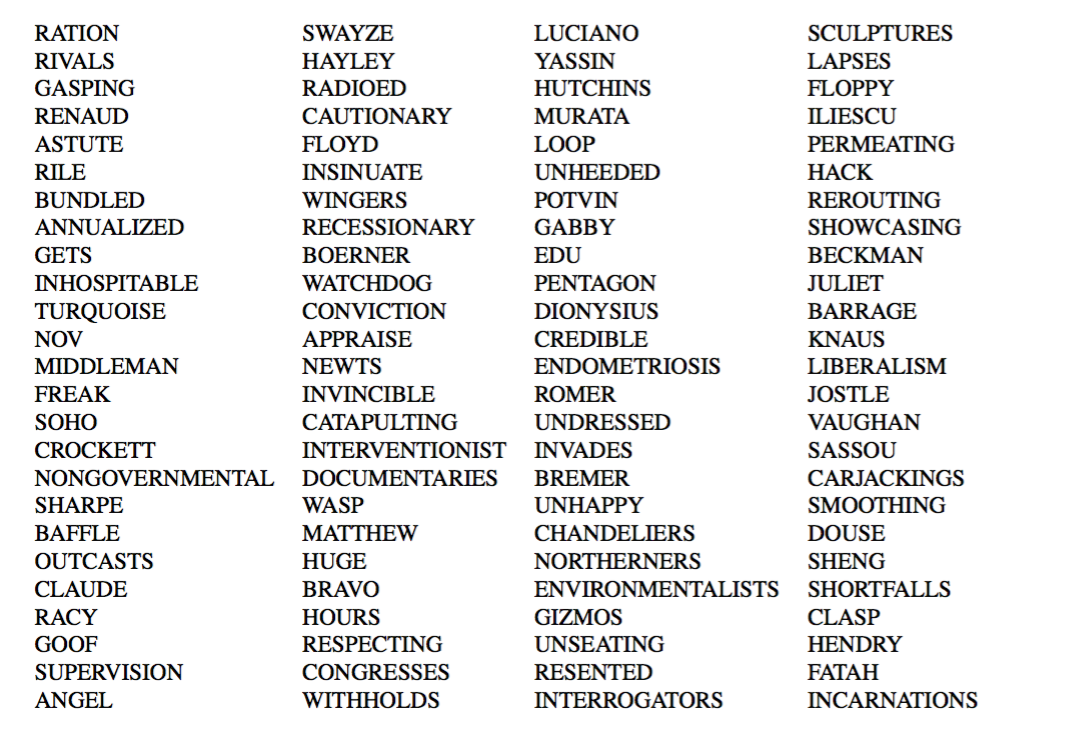 RATION SWAYZE LUCIANO SCULPTURES
RIVALS HAYLEY YASSIN LAPSES
GASPING RADIOED HUTCHINS FLOPPY
RENAUD CAUTIONARY MURATA ILIESCU
ASTUTE FLOYD LOOP PERMEATING
RILE INSINUATE UNHEEDED HACK
BUNDLED WINGERS POTVIN REROUTING
ANNUALIZED RECESSIONARY GABBY SHOWCASING
GETS BOERNER EDU BECKMAN
INHOSPITABLE WATCHDOG PENTAGON JULIET
TURQUOISE CONVICTION DIONYSIUS BARRAGE
NOV APPRAISE CREDIBLE KNAUS
MIDDLEMAN NEWTS ENDOMETRIOSIS LIBERALISM
FREAK INVINCIBLE ROMER JOSTLE
SOHO CATAPULTING UNDRESSED VAUGHAN
CROCKETT INTERVENTIONIST INVADES SASSOU
NONGOVERNMENTAL DOCUMENTARIES BREMER CARJACKINGS
SHARPE WASP UNHAPPY SMOOTHING
BAFFLE MATTHEW CHANDELIERS DOUSE
OUTCASTS HUGE NORTHERNERS SHENG
CLAUDE BRAVO ENVIRONMENTALISTS SHORTFALLS
RACY HOURS GIZMOS CLASP
GOOF RESPECTING UNSEATING HENDRY
SUPERVISION CONGRESSES RESENTED FATAH
ANGEL WITHHOLDS INTERROGATORS INCARNATIONS